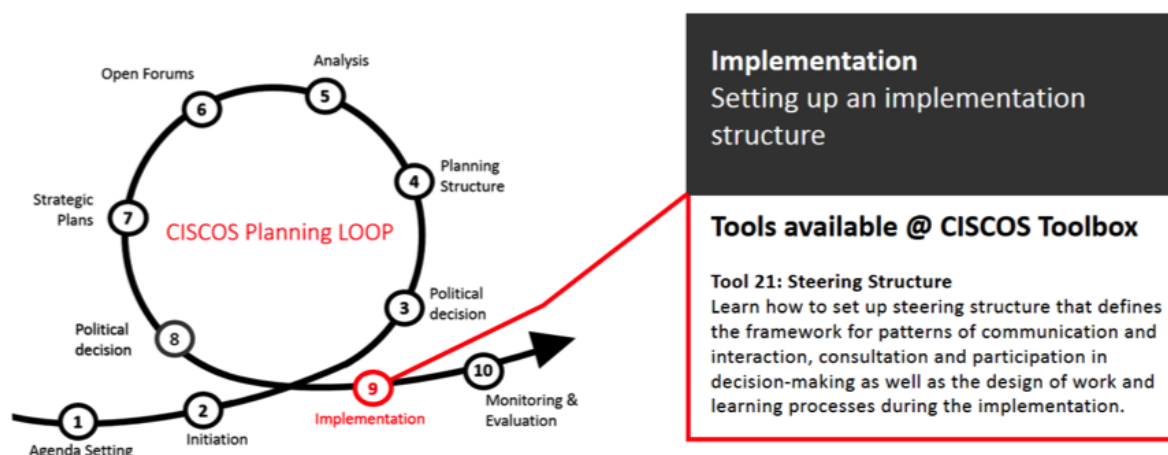 Analysis
5
Open Forums
6
4
Planning
Structure
Strategic
Plans
7
CISCOS Planning LOOP
3
Political
decision
Political
decision
8
9
Implementation
10
Monitoring &
Evaluation
1
Agenda Setting
2
Initiation
Implementation
Setting up an implementation
structure
Tools available @ CISCOS Toolbox
Tool 21: Steering Structure
Learn how to set up steering structure that defines
the framework for patterns of communication and
interaction, consultation and participation in
decision-making as well as the design of work and
learning processes during the implementation.